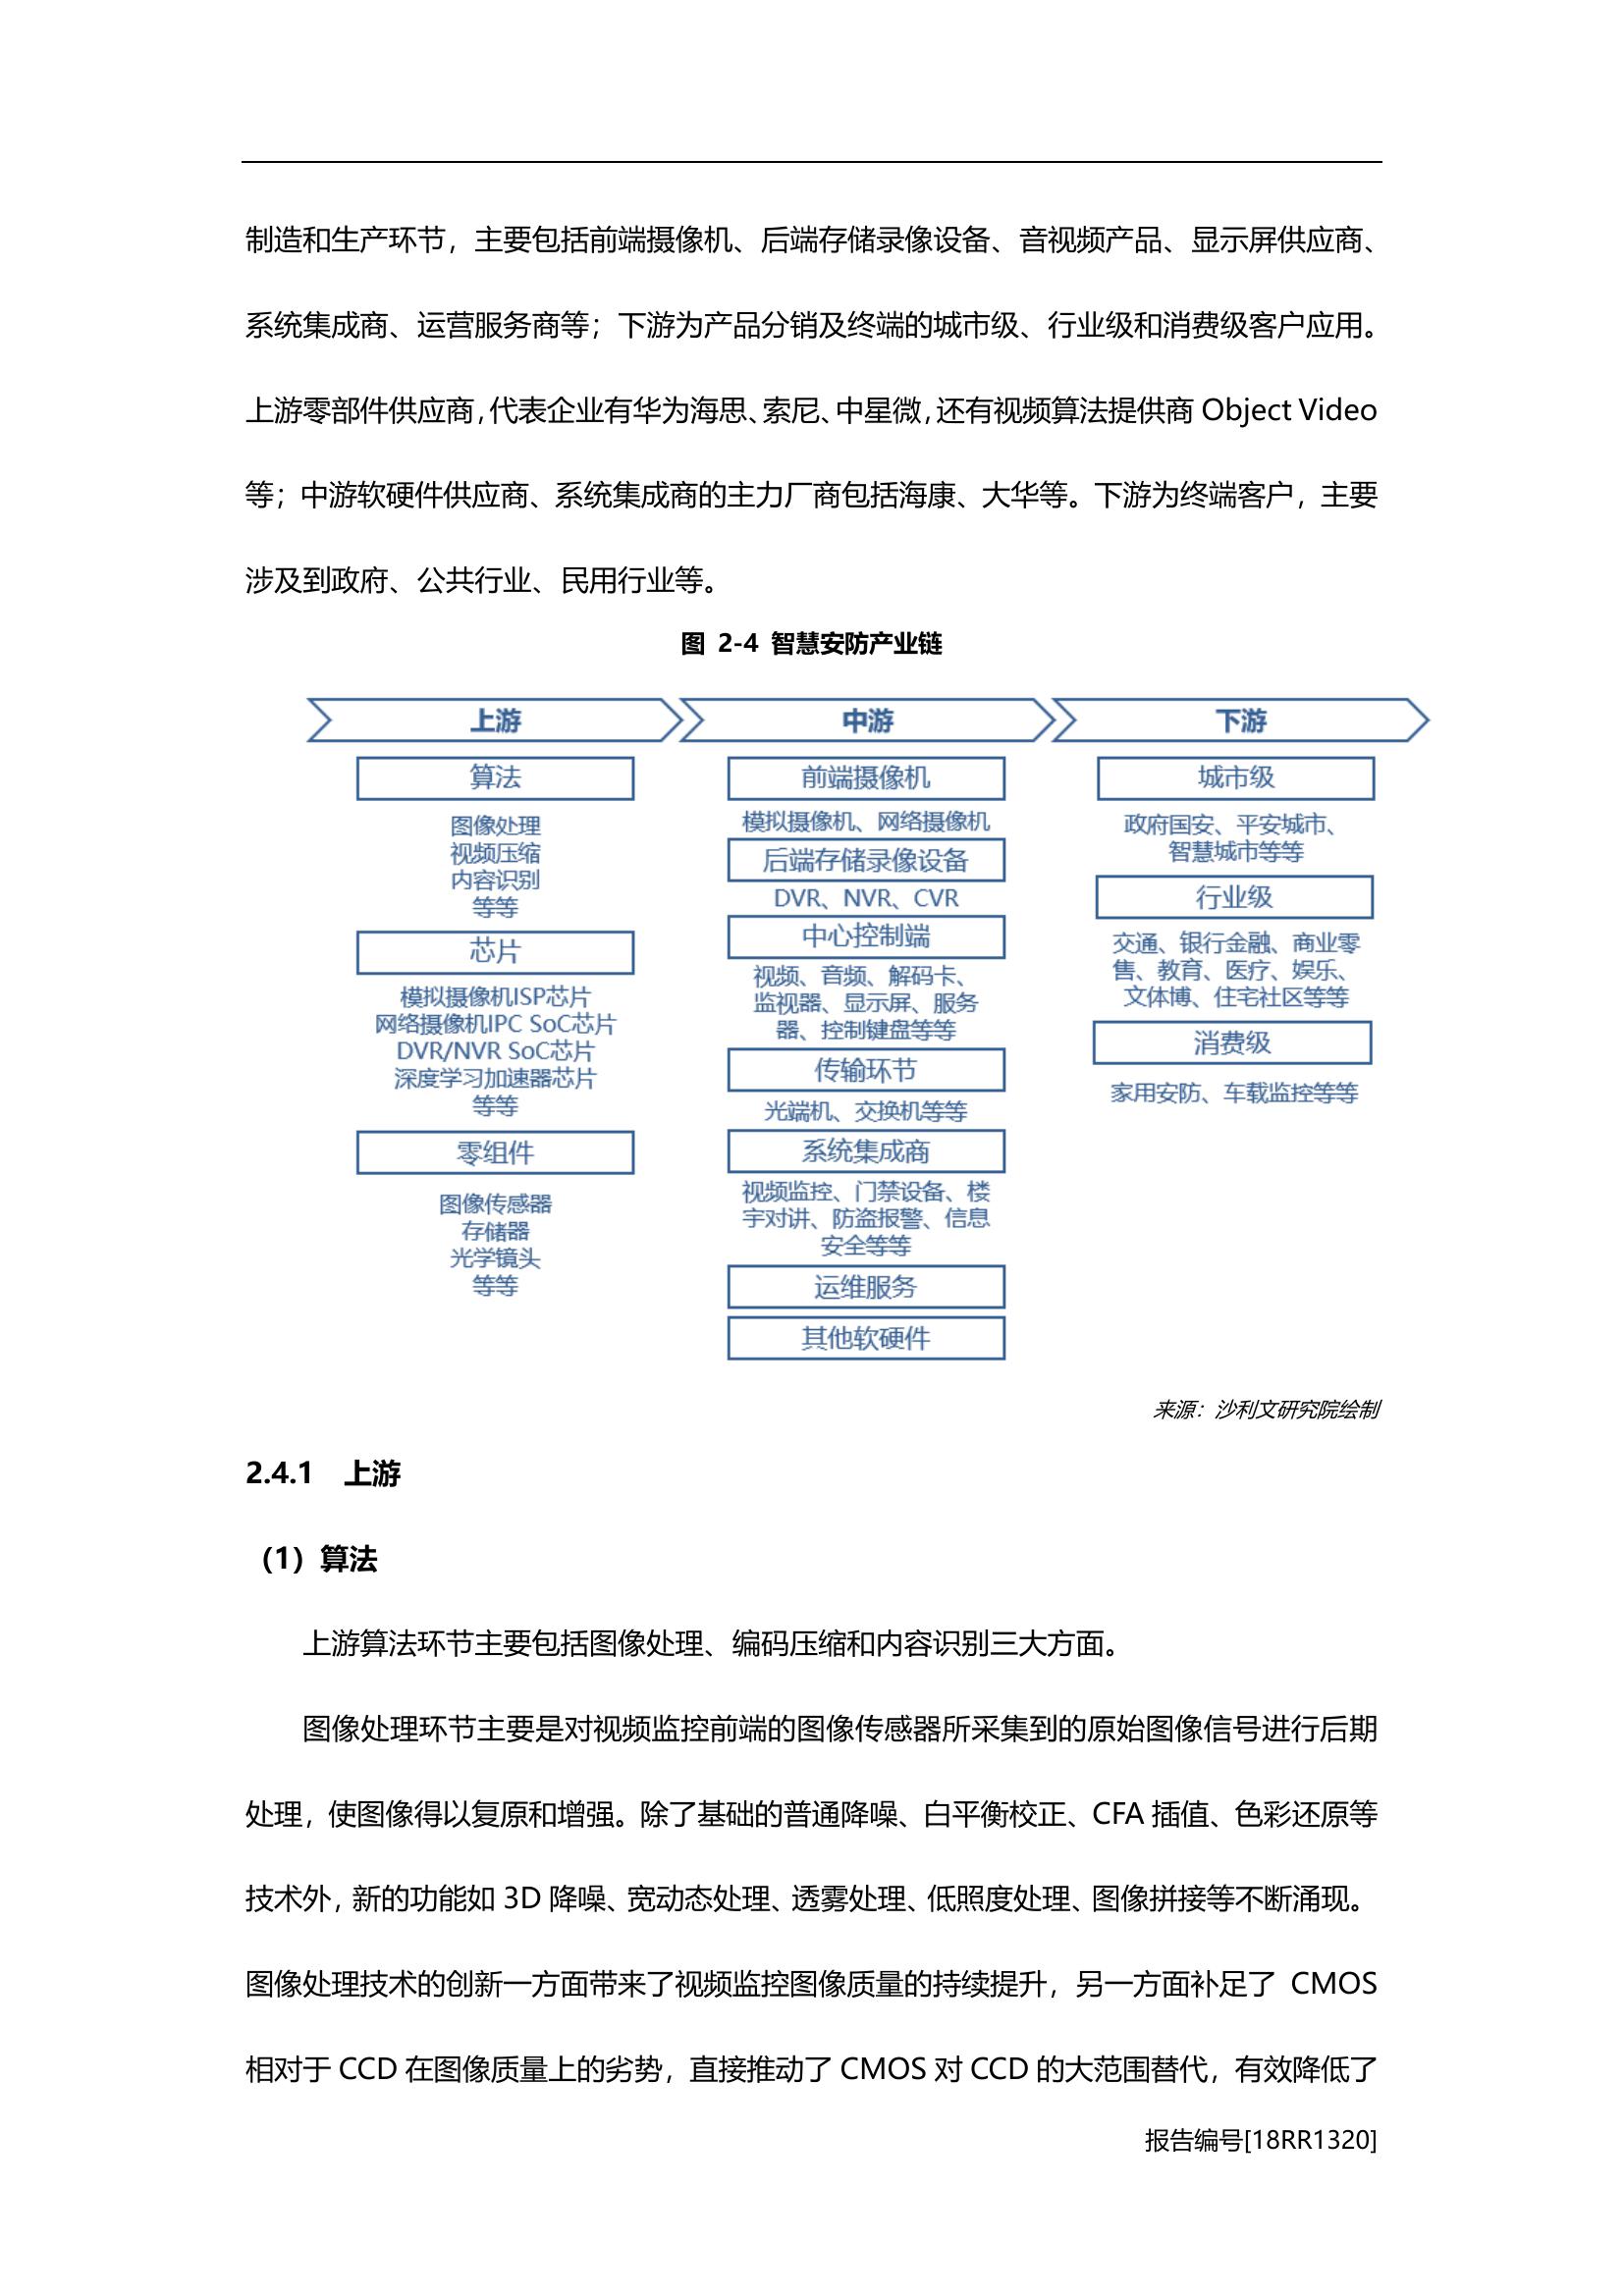 制造和生产环节，主要包括前端摄像机、后端存储录像设备、音视频产品、显示屏供应商、
系统集成商、运营服务商等；下游为产品分销及终端的城市级、行业级和消费级客户应用。
上游零部件供应商，代表企业有华为海思、索尼、中星微，还有视频算法提供商 Object Video
等；中游软硬件供应商、系统集成商的主力厂商包括海康、大华等。下游为终端客户，主要
涉及到政府、公共行业、民用行业等。
图 2-4 智慧安防产业链
上游
算法
图像处理
视频压缩
内容识别
等等
芯片
模拟摄像机ISP芯片
网络摄像机IPC SoC芯片
DVR/NVR SoC芯片
深度学习加速器芯片
等等
零组件
图像传感器
存储器
光学镜头
等等
中游
前端摄像机
模拟摄像机、网络摄像机
后端存储录像设备
DVR、NVR、CVR
中心控制端
视频、音频、解码卡、
监视器、显示屏、服务
器、控制键盘等等
传输环节
光端机、交换机等等
系统集成商
视频监控、门禁设备、楼
宇对讲、防盗报警、信息
安全等等
运维服务
其他软硬件
下游
城市级
政府国安、平安城市、
智慧城市等等
行业级
交通、银行金融、商业零
售、教育、医疗、娱乐、
文体博、住宅社区等等
消费级
家用安防、车载监控等等
来源：沙利文研究院绘制
2.4.1 上游
（1）算法
上游算法环节主要包括图像处理、编码压缩和内容识别三大方面。
图像处理环节主要是对视频监控前端的图像传感器所采集到的原始图像信号进行后期
处理，使图像得以复原和增强。除了基础的普通降噪、白平衡校正、CFA 插值、色彩还原等
技术外，新的功能如 3D 降噪、宽动态处理、透雾处理、低照度处理、图像拼接等不断涌现。
图像处理技术的创新一方面带来了视频监控图像质量的持续提升，另一方面补足了 CMOS
相对于 CCD 在图像质量上的劣势，直接推动了 CMOS 对 CCD 的大范围替代，有效降低了
报告编号[18RR1320]